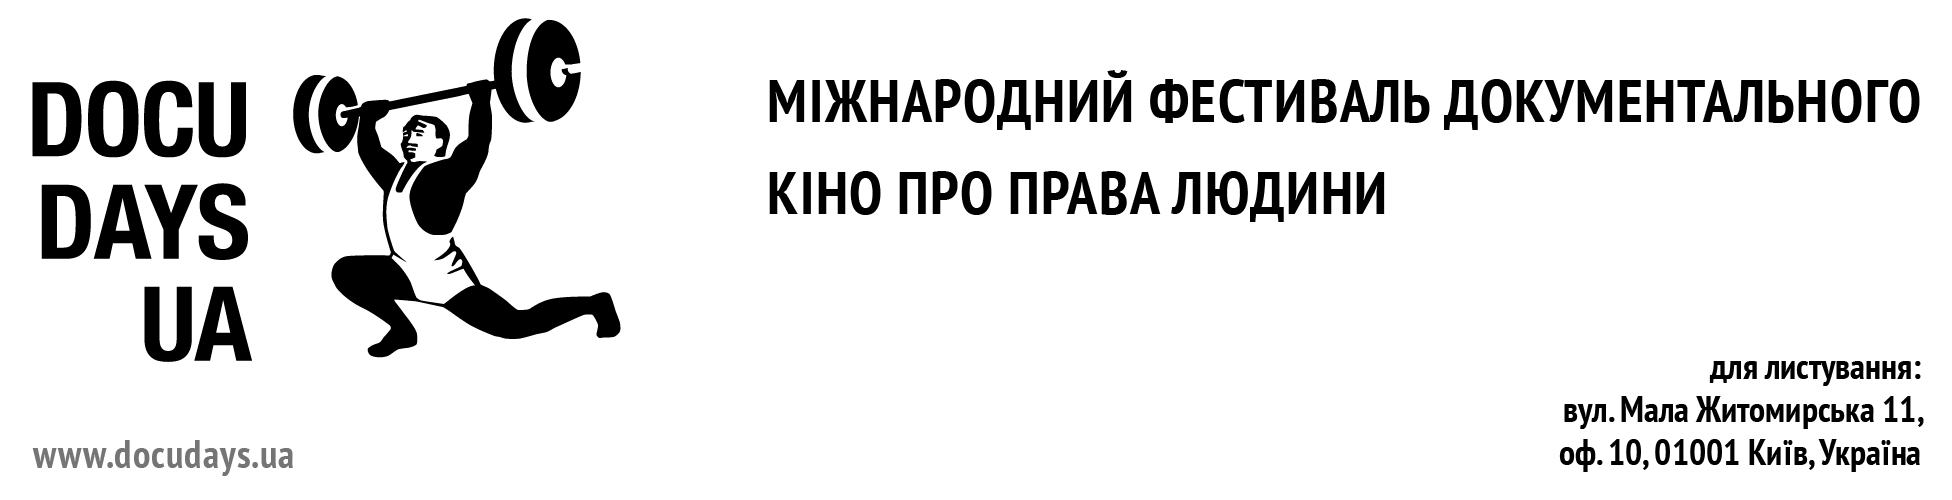 DOCU
DAYS
UA
МІЖНАРОДНИЙ ФЕСТИВАЛЬ ДОКУМЕНТАЛЬНОГО
КІНО ПРО ПРАВА ЛЮДИНИ
для листування:
вул. Мала Житомирська 11,
оф. 10, 01001 Київ, Україна
www.docudays.ua